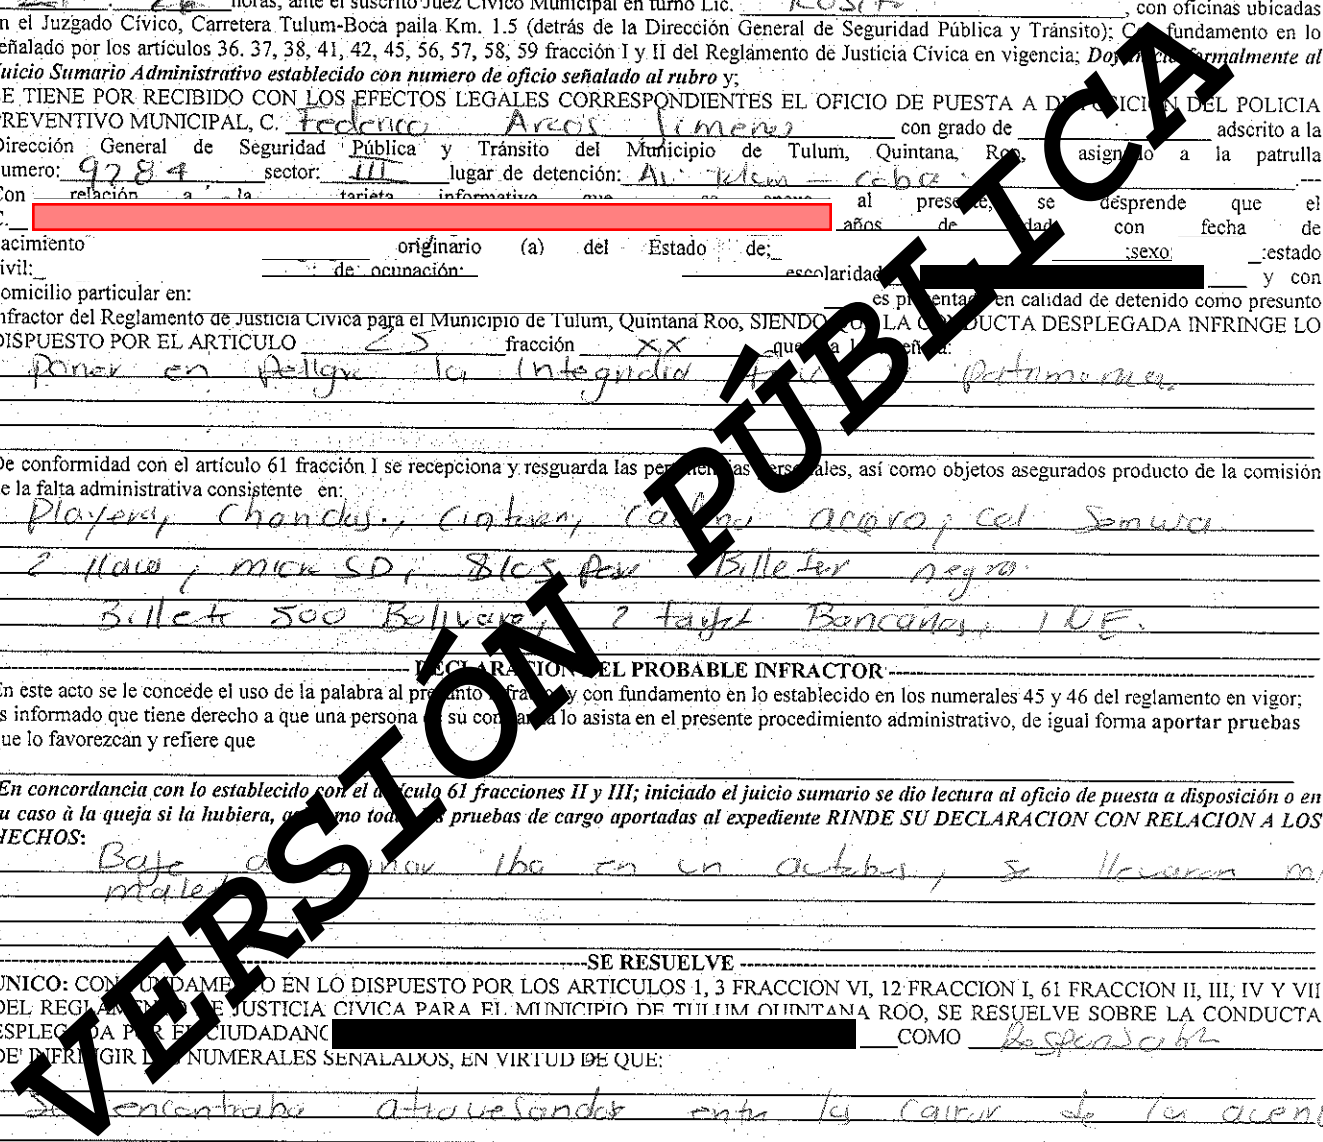 horas, ante el suscrito Juez Cívico Municipal en turno Lic. , con oficinas ubicadas
en el Juzgado Cívico, Carretera Tulum-Boca paila Km. 1.5 (detrás de la Dirección General de Seguridad Pública y Tránsito); fundamento en lo
señalado por los artículos 36. 37, 38, 41, 42, 45, 56, 57, 58, 59 fracción I y II del Reglamento de Justicia Cívica en vigencia; formalmente al
Juicio Sumario Administrativo establecido con numero de oficio señalado al rubro y;
SE TIENE POR RECIBIDO CON LOS EFECTOS LEGALES CORRESPONDIENTES EL OFICIO DE PUESTA A DISPOSICION DEL POLICIA
PREVENTIVO MUNICIPAL, C. Federico Arcos Jimenez con grado de adscrito a la
Dirección General de Seguridad Pública y Tránsito del Municipio de Tulum, Quintana Roo, asignado a la patrulla
numero: 9784 sector: III lugar de detención: Av. Tulum - Coba .---
Con relación a la tarjeta informativa que se anexa al presente, se desprende que el
C. años de edad con fecha de
nacimiento originario (a) del Estado de; ;sexo; :estado
civil: de ocupación: escolaridad y con
domicilio particular en: es presentado en calidad de detenido como presunto
infractor del Reglamento de Justicia Cívica para el Municipio de Tulum, Quintana Roo, SIENDO QUE LA CONDUCTA DESPLEGADA INFRINGE LO
DISPUESTO POR EL ARTICULO 25 fracción XX que a la
Poner en peligro la integridad patrimonial
De conformidad con el artículo 61 fracción I se recepciona y resguarda las pertenencias personales, así como objetos asegurados producto de la comisión
de la falta administrativa consistente en:
Playera, Chanclas., Cinturon, cadena acero, cel
2 llave, micro SD, Billetera negra.
Billete 500 Bolivares, 2 tarjet Bancarias, INE.
DECLARACION DEL PROBABLE INFRACTOR
En este acto se le concede el uso de la palabra al presunto infractor y con fundamento en lo establecido en los numerales 45 y 46 del reglamento en vigor;
es informado que tiene derecho a que una persona de su confianza lo asista en el presente procedimiento administrativo, de igual forma aportar pruebas
que lo favorezcan y refiere que
En concordancia con lo establecido con el artículo 61 fracciones II y III; iniciado el juicio sumario se dio lectura al oficio de puesta a disposición o en
su caso à la queja si la hubiera, así como todas las pruebas de cargo aportadas al expediente RINDE SU DECLARACION CON RELACION A LOS
HECHOS:
Baje a iba en un autobus, se llevaron mi
maleta
SE RESUELVE
UNICO: CON FUNDAMENTO EN LO DISPUESTO POR LOS ARTICULOS 1, 3 FRACCION VI, 12 FRACCION I, 61 FRACCION II, III, IV Y VII
DEL REGLAMENTO DE JUSTICIA CIVICA PARA EL MUNICIPIO DE TULUM QUINTANA ROO, SE RESUELVE SOBRE LA CONDUCTA
DESPLEGADA POR EL CIUDADANO COMO Responsable
DE INFRINGIR LOS NUMERALES SEÑALADOS, EN VIRTUD DE QUE:
Se encontraba atravesandose entre los carros de la
VERSIÓN PÚBLICA